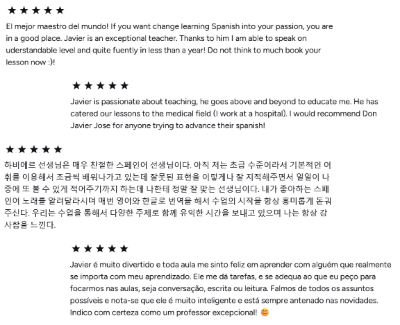 El mejor maestro del mundo! If you want change learning Spanish into your passion, you are
in a good place. Javier is an exceptional teacher. Thanks to him I am able to speak on
uderstandable level and quite fuently in less than a year! Do not think to much book your
lesson now :)!
Javier is passionate about teaching, he goes above and beyond to educate me. He has
catered our lessons to the medical field (I work at a hospital). I would recommend Don
Javier Jose for anyone trying to advance their spanish!
하비에르 선생님은 매우 친절한 스페인어 선생님이다. 아직 저는 초급 수준이라서 기본적인 어
휘를 이용해서 조금씩 배워나가고 있는데 잘못된 표현을 이렇게나 잘 지적해주면서 일일이 나
중에 또 볼 수 있게 적어주기까지 하는데 나한테 정말 잘 맞는 선생님이다. 내가 좋아하는 스페
인어 노래를 알려달라시며 매번 영어와 한글로 번역을 해서 수업의 시작을 항상 흥미롭게 돋궈
주신다. 우리는 수업을 통해서 다양한 주제로 함께 유익한 시간을 보내고 있으며 나는 항상 감
사함을 느낀다.
Javier é muito divertido e toda aula me sinto feliz em aprender com alguém que realmente
se importa com meu aprendizado. Ele me dá tarefas, e se adequa ao que eu peço para
focarmos nas aulas, seja conversação, escrita ou leitura. Falmos de todos os assuntos
possíveis e nota-se que ele é muito inteligente e está sempre antenado nas novidades.
Indico com certeza como um professor excepcional! 😊